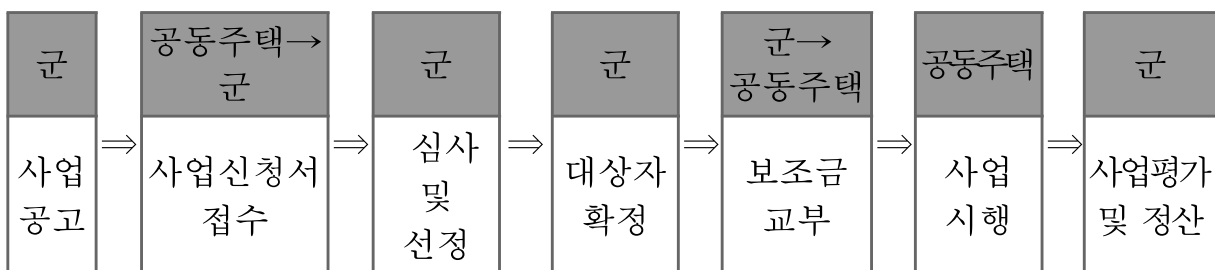 군
사업
공고
⇒
공동주택→
군
사업신청서
접수
⇒
군
심사
및
선정
⇒
군
대상자
확정
⇒
군→
공동주택
보조금
교부
⇒
공동주택
사업
시행
⇒
군
사업평가
및 정산